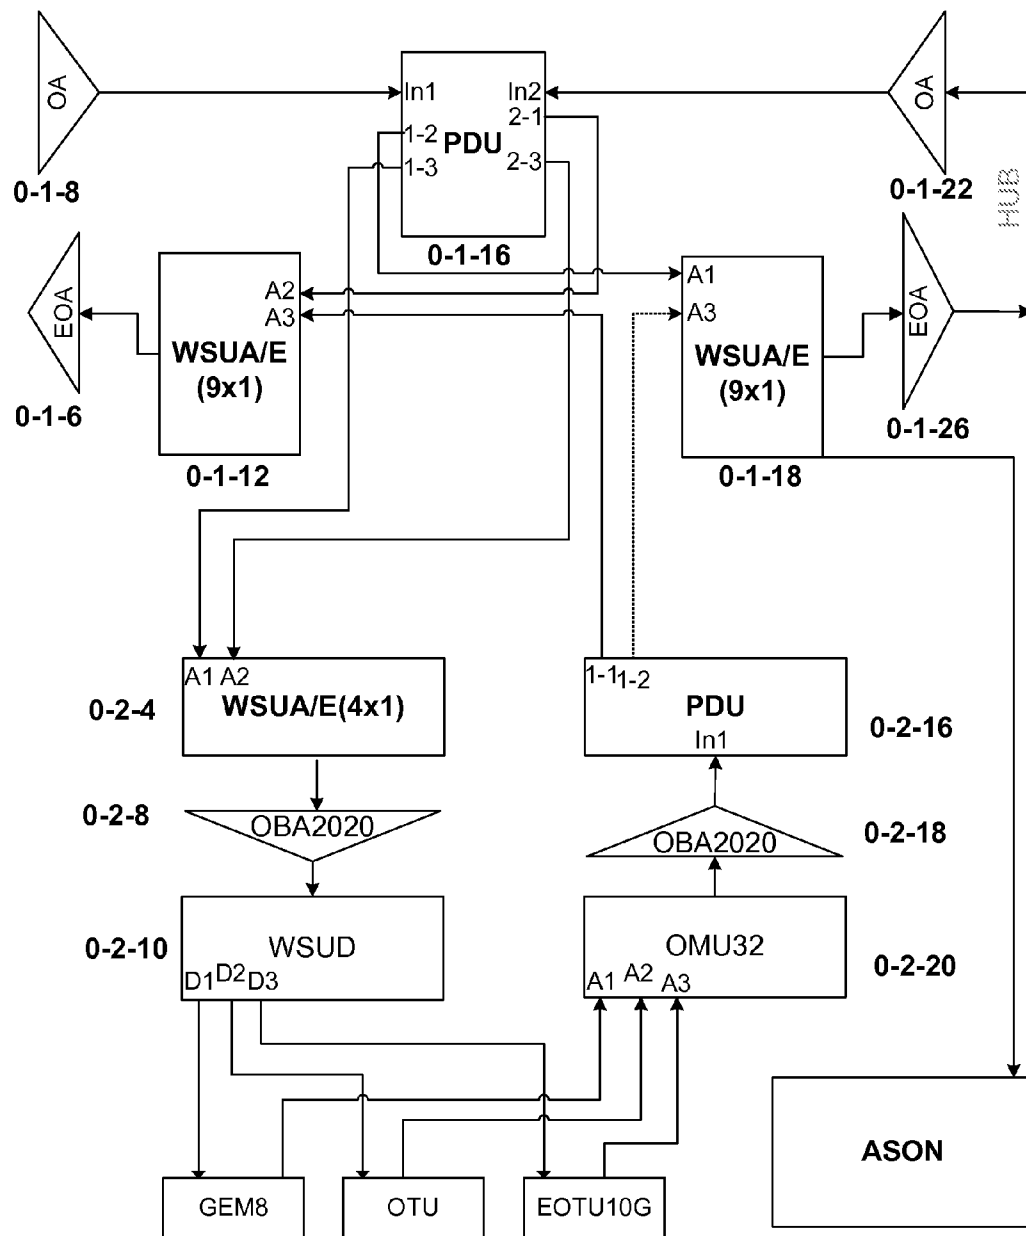 OA
In1
In2
OA
2-1
1-2
PDU
1-3
2-3
0-1-8
0-1-22
HUB
0-1-16
A2
A3
A1
A3
EOA
EOA
WSUA/E
(9x1)
WSUA/E
(9x1)
0-1-6
0-1-26
0-1-12
0-1-18
A1 A2
1-1
1-2
0-2-4
WSUA/E(4x1)
PDU
0-2-16
In1
0-2-8
OBA2020
OBA2020
0-2-18
0-2-10
WSUD
OMU32
0-2-20
D1
D2
D3
A1
A2
A3
ASON
GEM8
OTU
EOTU10G